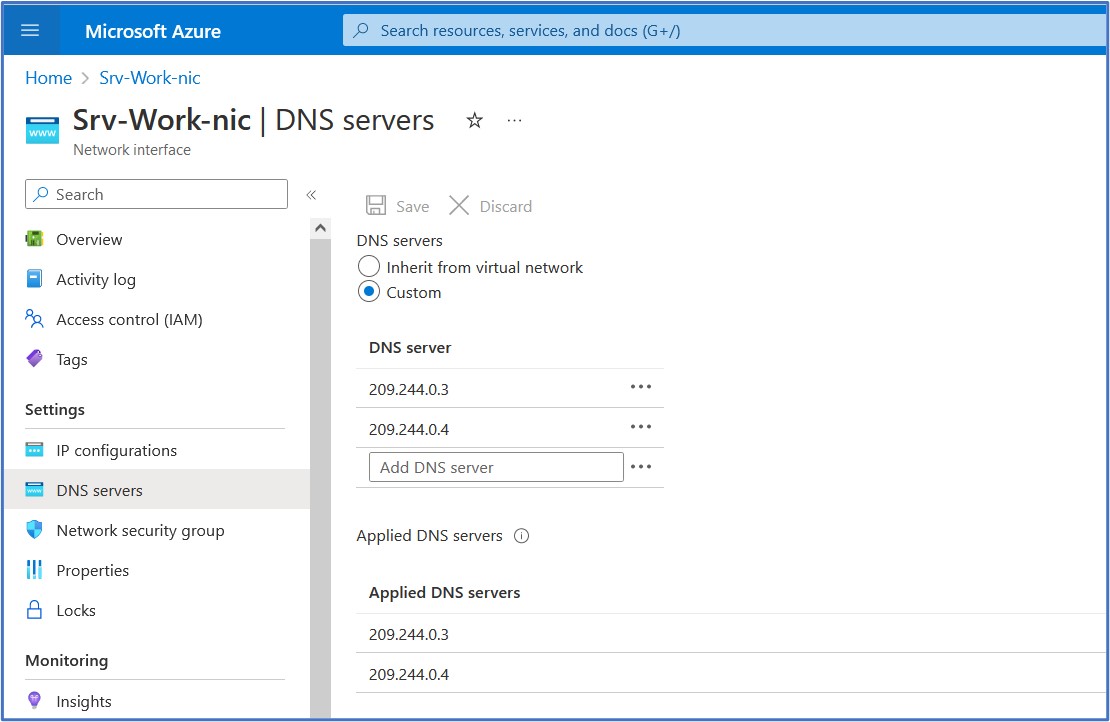 Microsoft Azure
Search resources, services, and docs (G+/)
Home > Srv-Work-nic
Srv-Work-nic | DNS servers
Network interface
Search
Overview
Activity log
Access control (IAM)
Tags
Settings
IP configurations
DNS servers
Network security group
Properties
Locks
Monitoring
Insights
Save Discard
DNS servers
Inherit from virtual network
Custom
DNS server
209.244.0.3
209.244.0.4
Add DNS server
Applied DNS servers
Applied DNS servers
209.244.0.3
209.244.0.4